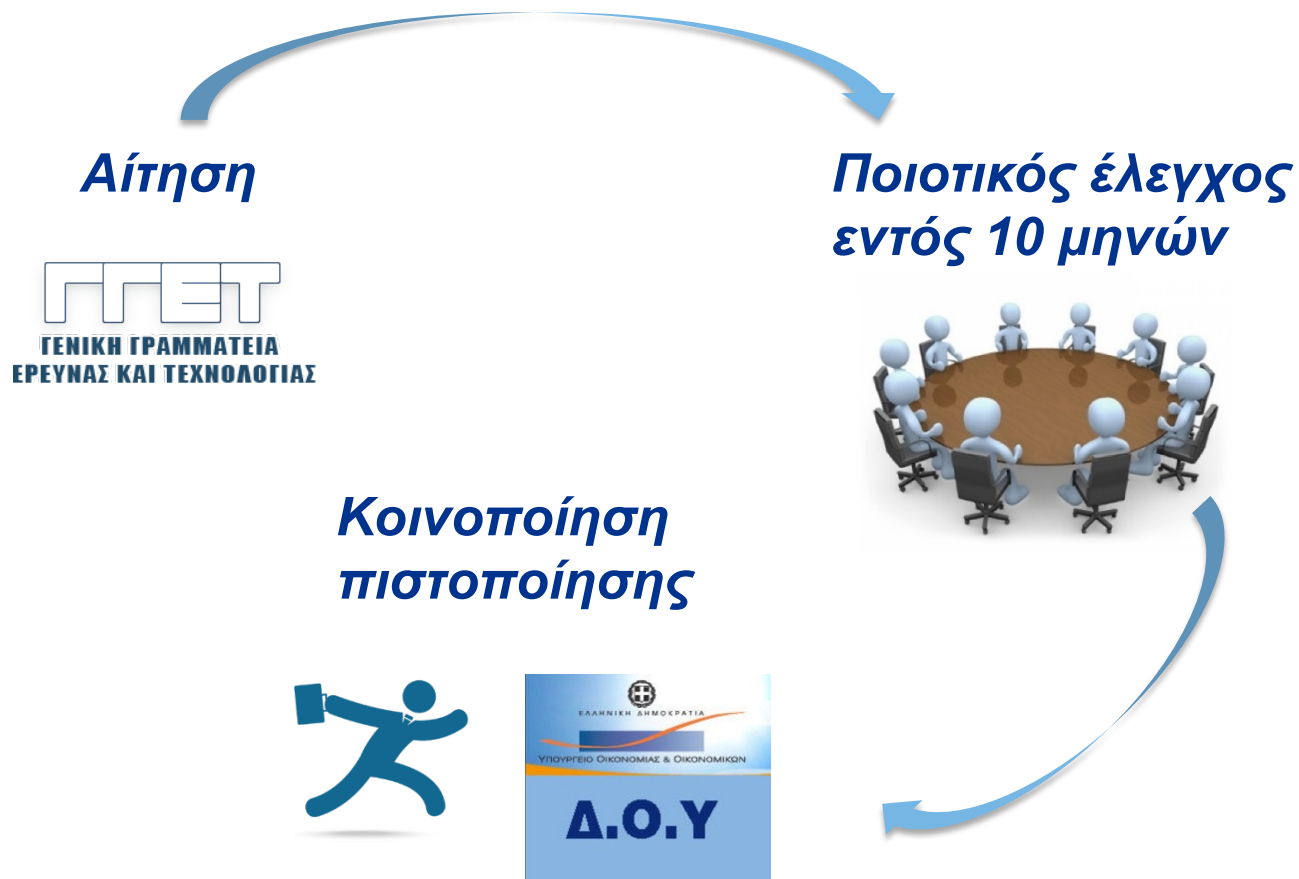 Αίτηση
Ποιοτικός έλεγχος
εντός 10 μηνών
ΓΓΕΤ
ΓΕΝΙΚΗ ΓΡΑΜΜΑΤΕΙΑ
ΕΡΕΥΝΑΣ ΚΑΙ ΤΕΧΝΟΛΟΓΙΑΣ
Κοινοποίηση
πιστοποίησης
ΕΛΛΗΝΙΚΗ ΔΗΜΟΚΡΑΤΙΑ
ΥΠΟΥΡΓΕΙΟ ΟΙΚΟΝΟΜΙΑΣ & ΟΙΚΟΝΟΜΙΚΩΝ
Δ.Ο.Υ